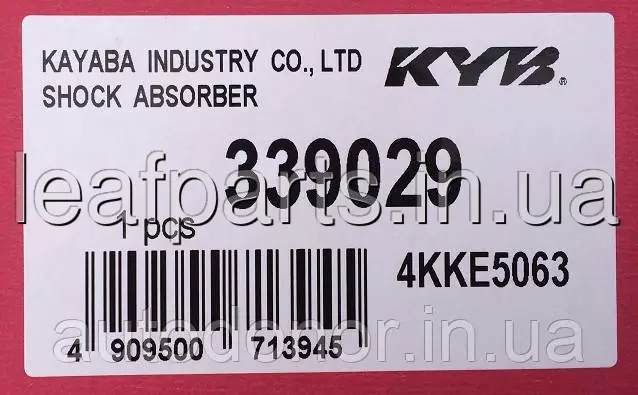 KAYABA INDUSTRY CO., LTD
KYB®
SHOCK ABSORBER
339029
leafparts.in.ua
1 pcs
4KKE5063
autodecor.in.ua
4 909500 713945